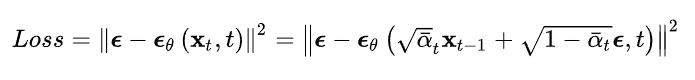 Loss = ‖ϵ − ϵ_θ (x_t, t)‖² = ‖ϵ − ϵ_θ (√ᾱ_t x_{t−1} + √(1 − ᾱ_t) ϵ, t)‖²